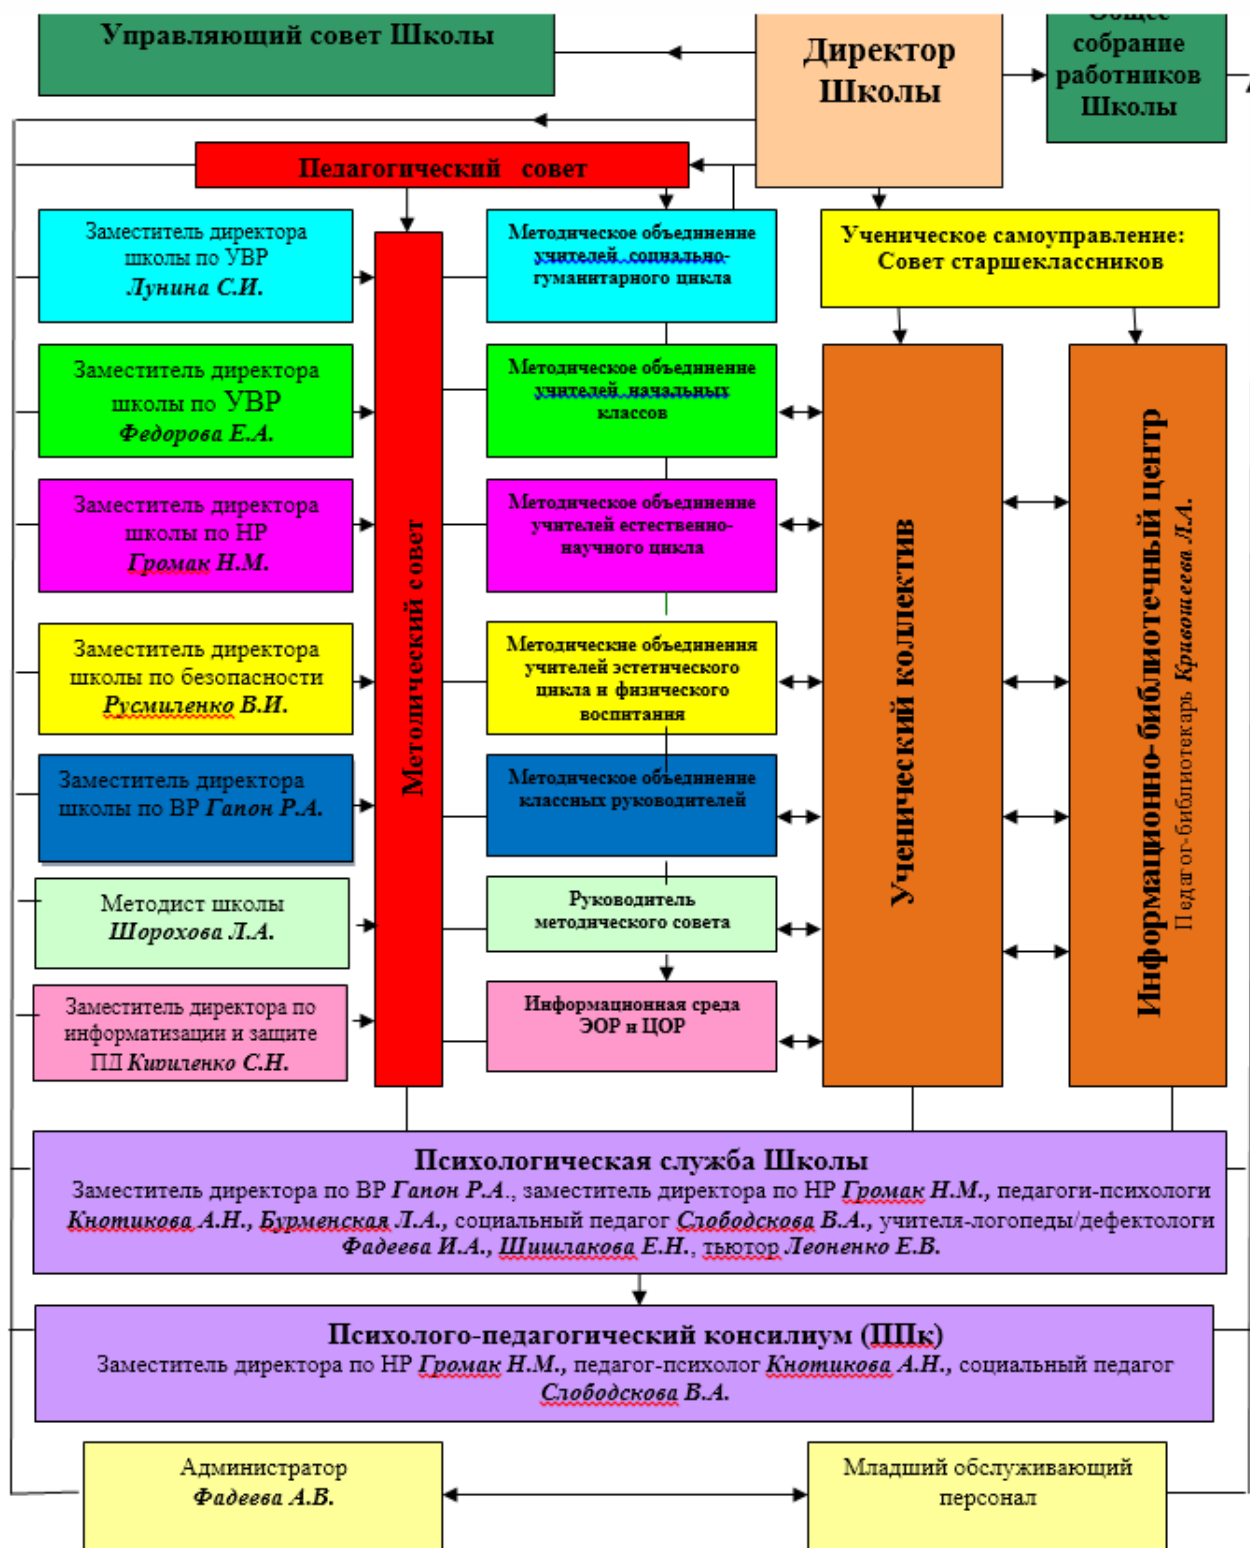 Управляющий совет Школы
Директор
Школы
Общее
собрание
работников
Школы
Педагогический совет
Заместитель директора
школы по УВР
Лунина С.И.
Методическое объединение
учителей социально-
гуманитарного цикла
Ученическое самоуправление:
Совет старшеклассников
Заместитель директора
школы по УВР
Федорова Е.А.
Методическое объединение
учителей начальных
классов
Заместитель директора
школы по НР
Громак Н.М.
Методическое объединение
учителей естественно-
научного цикла
Заместитель директора
школы по безопасности
Русмиленко В.И.
Методические объединения
учителей эстетического
цикла и физического
воспитания
Заместитель директора
школы по ВР Гапон Р.А.
Методическое объединение
классных руководителей
Методист школы
Шорохова Л.А.
Руководитель
методического совета
Заместитель директора по
информатизации и защите
ПД Кириленко С.Н.
Информационная среда
ЭОР и ЦОР
Методический совет
Ученический коллектив
Информационно-библиотечный центр
Педагог-библиотекарь Кривошеева Л.А.
Психологическая служба Школы
Заместитель директора по ВР Гапон Р.А., заместитель директора по НР Громак Н.М., педагоги-психологи
Кнотикова А.Н., Бурменская Л.А., социальный педагог Слободскова В.А., учителя-логопеды/дефектологи
Фадеева И.А., Шишлакова Е.Н., тьютор Леоненко Е.В.
Психолого-педагогический консилиум (ППк)
Заместитель директора по НР Громак Н.М., педагог-психолог Кнотикова А.Н., социальный педагог
Слободскова В.А.
Администратор
Фадеева А.В.
Младший обслуживающий
персонал